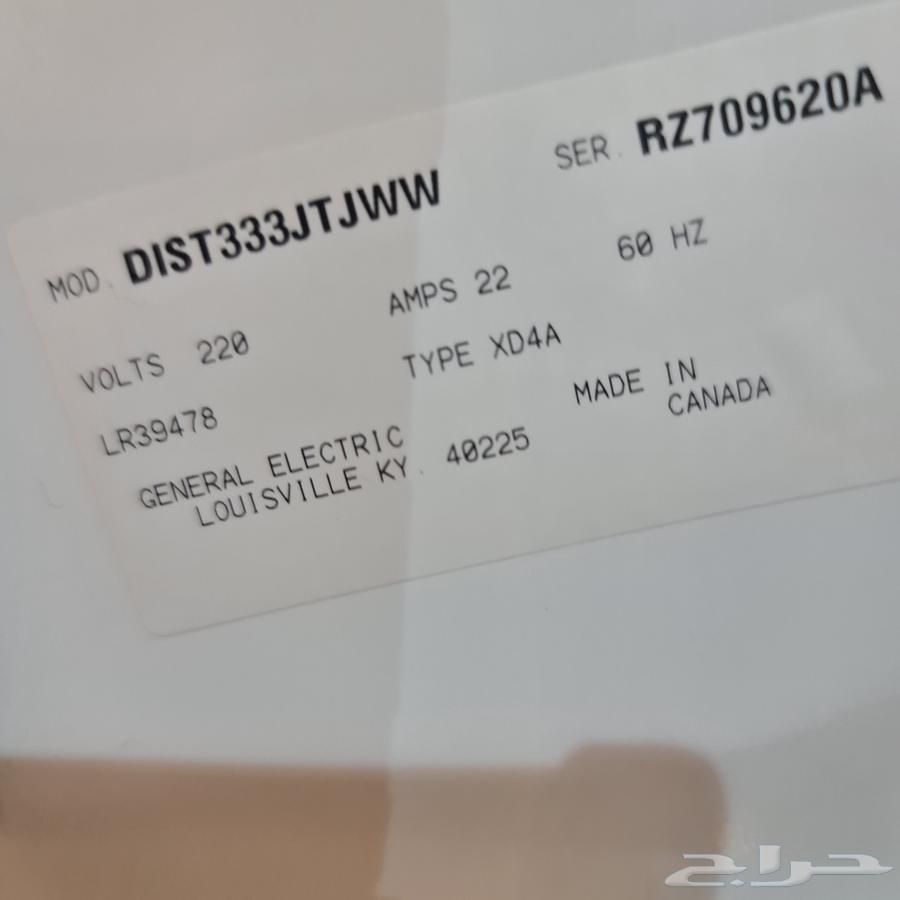 MOD. DIST333JTJWW SER. RZ709620A
VOLTS 220 AMPS 22 60 HZ
LR39478 TYPE XD4A MADE IN
CANADA
GENERAL ELECTRIC
LOUISVILLE KY. 40225
حراج